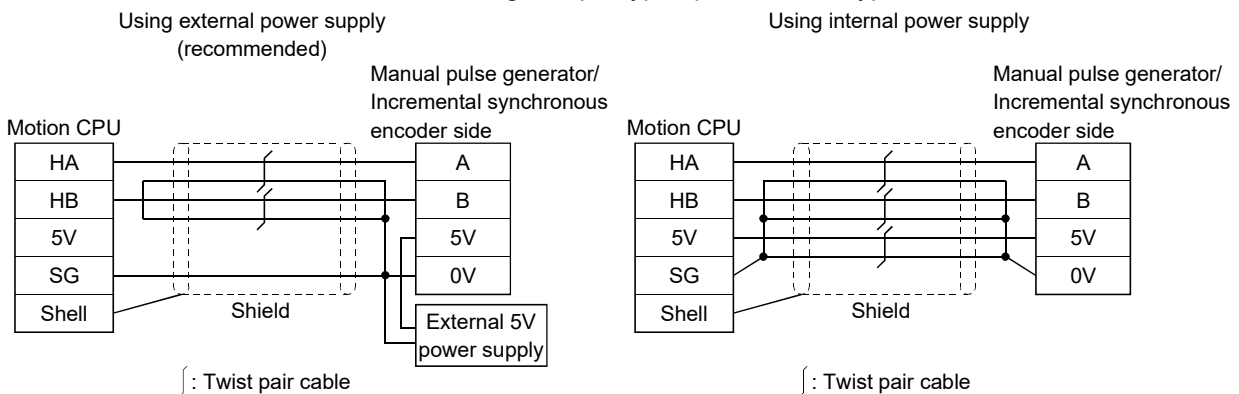 Using external power supply
(recommended)
Manual pulse generator/
Incremental synchronous
encoder side
Motion CPU
HA
HB
5V
SG
Shell
A
B
5V
0V
Shield
External 5V
power supply
: Twist pair cable
Using internal power supply
Manual pulse generator/
Incremental synchronous
encoder side
Motion CPU
HA
HB
5V
SG
Shell
A
B
5V
0V
Shield
: Twist pair cable